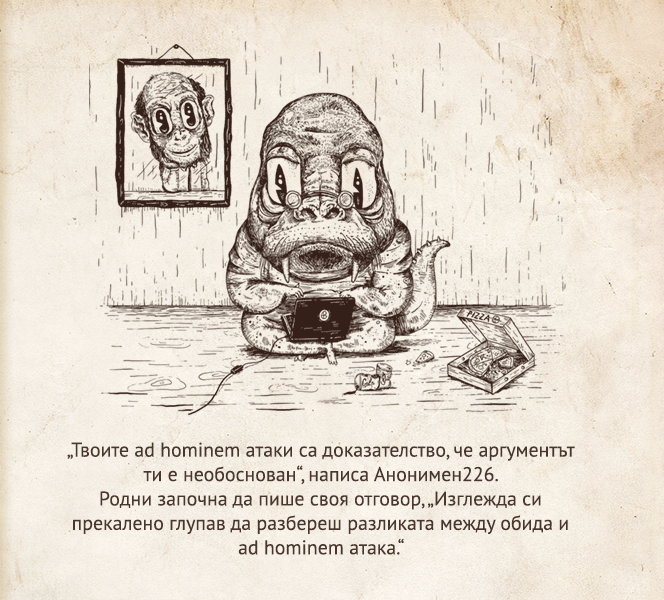 PIZZA
„Твоите ad hominem атаки са доказателство, че аргументът
ти е необоснован“, написа Анонимен226.
Родни започна да пише своя отговор, „Изглежда си
прекалено глупав да разбереш разликата между обида и
ad hominem атака.“